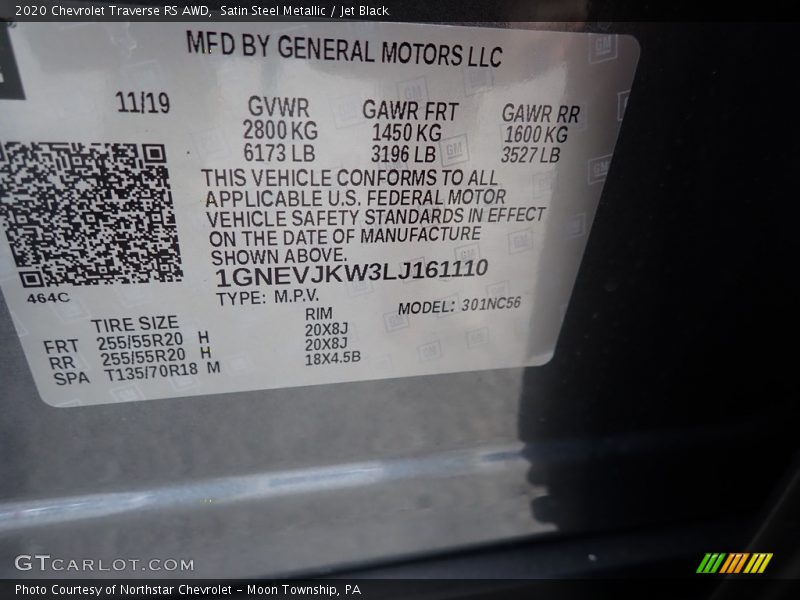 2020 Chevrolet Traverse RS AWD, Satin Steel Metallic / Jet Black
MFD BY GENERAL MOTORS LLC
11/19
GVWR GAWR FRT GAWR RR
2800 KG 1450 KG 1600 KG
6173 LB 3196 LB 3527 LB
THIS VEHICLE CONFORMS TO ALL
APPLICABLE U.S. FEDERAL MOTOR
VEHICLE SAFETY STANDARDS IN EFFECT
ON THE DATE OF MANUFACTURE
SHOWN ABOVE.
1GNEVJKW3LJ161110
464C
TYPE: M.P.V. MODEL: 301NC56
TIRE SIZE RIM
FRT 255/55R20 H 20X8J
RR 255/55R20 H 20X8J
SPA T135/70R18 M 18X4.5B
GTCARLOT.COM
Photo Courtesy of Northstar Chevrolet - Moon Township, PA